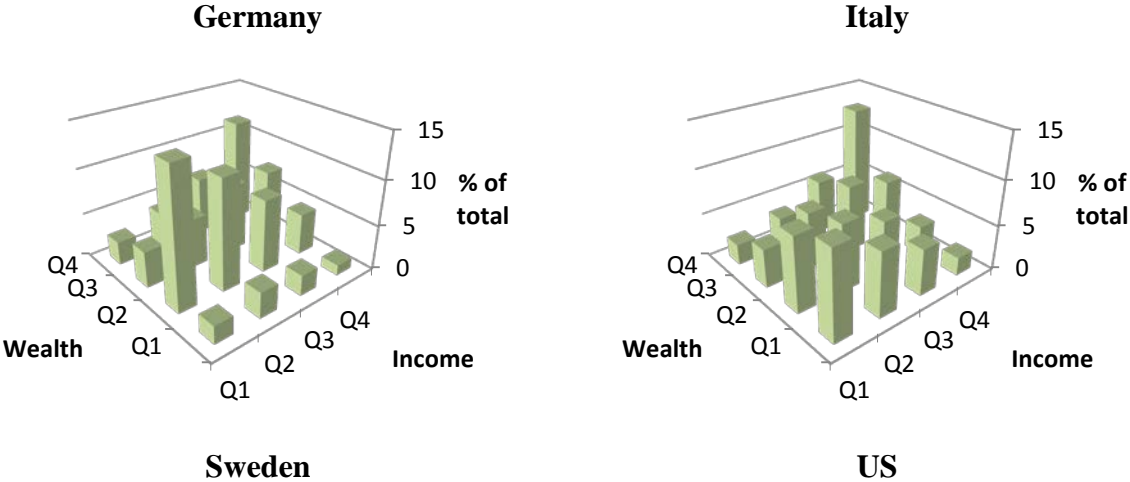 Germany
15
10
% of
total
5
0
Q4
Q3
Q2
Q1
Wealth
Q4
Q3
Q2
Q1
Income
Italy
15
10
% of
total
5
0
Q4
Q3
Q2
Q1
Wealth
Q4
Q3
Q2
Q1
Income
Sweden
US